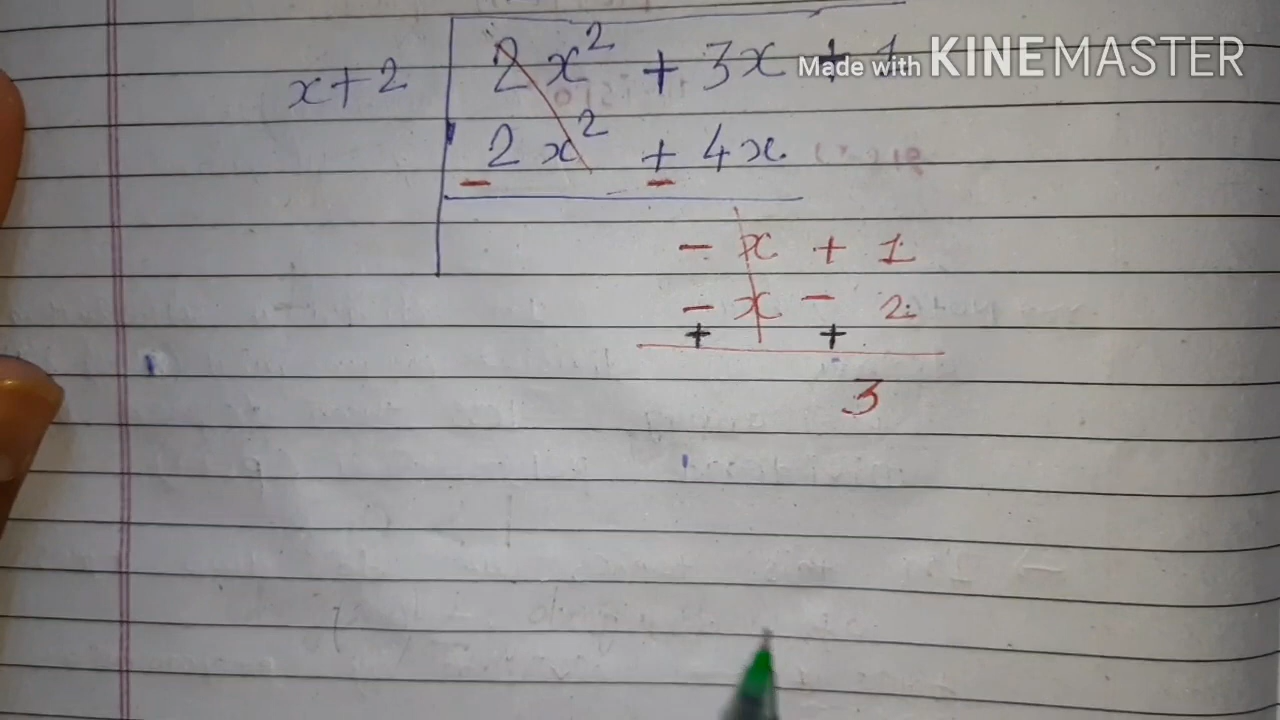 x+2 2x² + 3x + 1
Made with KINEMASTER
2x² + 4x
- -
- x + 1
- x - 2
+ +
3